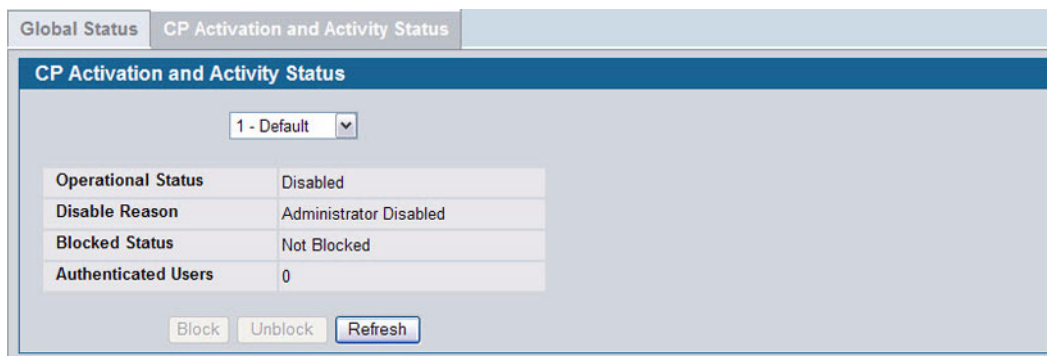 Global Status CP Activation and Activity Status
CP Activation and Activity Status
1 - Default
Operational Status Disabled
Disable Reason Administrator Disabled
Blocked Status Not Blocked
Authenticated Users 0
Block Unblock Refresh